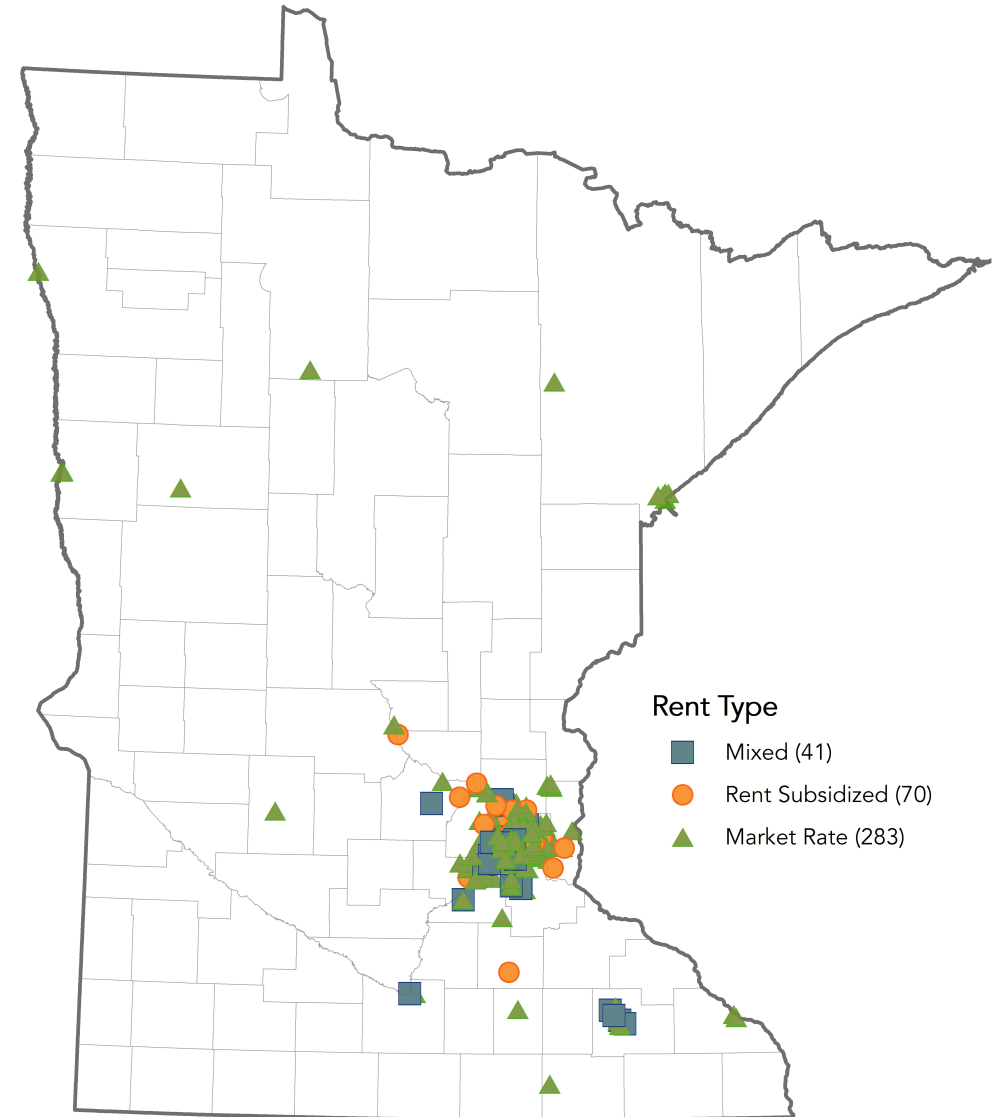 Rent Type
Mixed (41)
Rent Subsidized (70)
Market Rate (283)